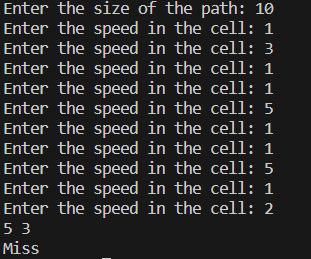 Enter the size of the path: 10
Enter the speed in the cell: 1
Enter the speed in the cell: 3
Enter the speed in the cell: 1
Enter the speed in the cell: 1
Enter the speed in the cell: 5
Enter the speed in the cell: 1
Enter the speed in the cell: 1
Enter the speed in the cell: 5
Enter the speed in the cell: 1
Enter the speed in the cell: 2
5 3
Miss